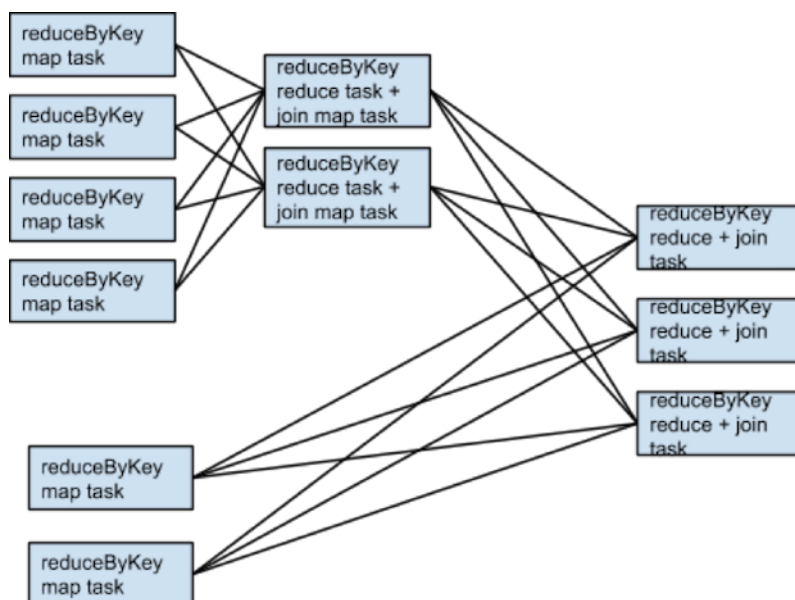 reduceByKey
map task
reduceByKey
map task
reduceByKey
map task
reduceByKey
map task
reduceByKey
reduce task +
join map task
reduceByKey
reduce task +
join map task
reduceByKey
reduce + join
task
reduceByKey
reduce + join
task
reduceByKey
reduce + join
task
reduceByKey
map task
reduceByKey
map task